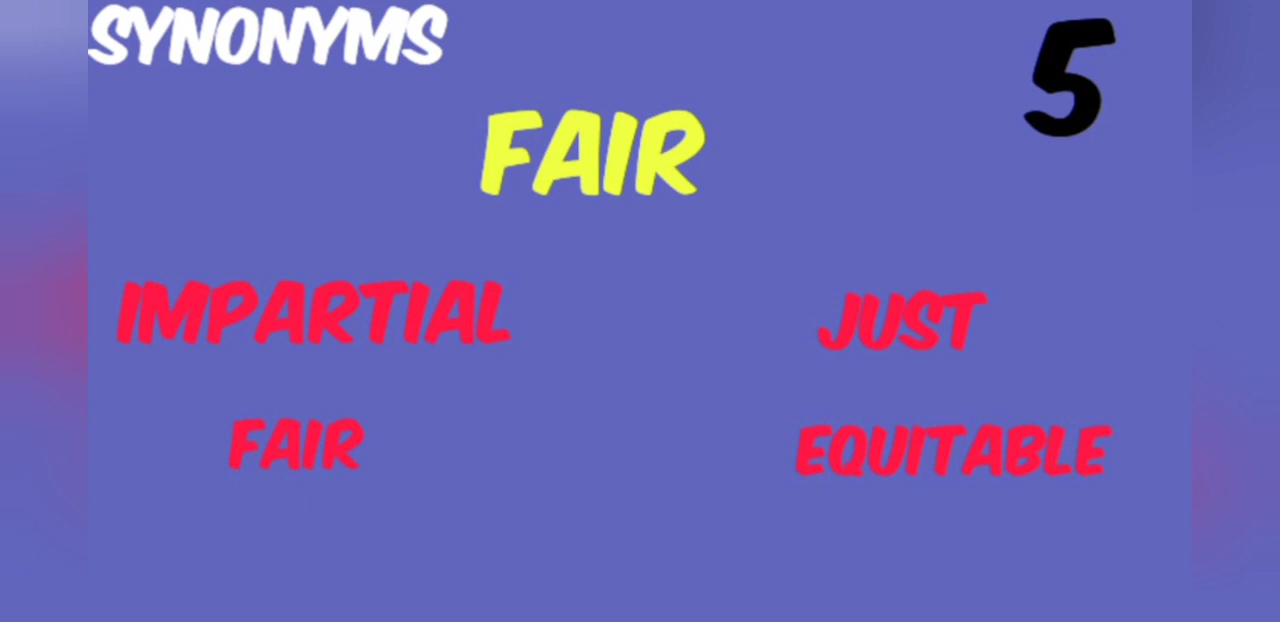 SYNONYMS
5
FAIR
IMPARTIAL
JUST
FAIR
EQUITABLE